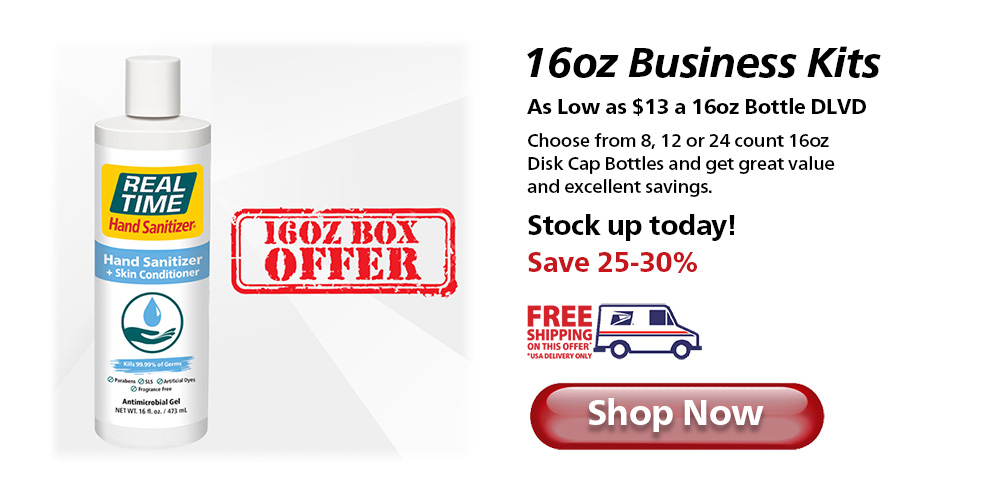 REAL
TIME
Hand Sanitizer
Hand Sanitizer
+ Skin Conditioner
Kills 99.99% of Germs
Parabens SLS Artificial Dyes
Fragrance Free
Antimicrobial Gel
NET WT. 16 fl. oz. / 473 mL
16OZ BOX
OFFER
16oz Business Kits
As Low as $13 a 16oz Bottle DLVD
Choose from 8, 12 or 24 count 16oz
Disk Cap Bottles and get great value
and excellent savings.
Stock up today!
Save 25-30%
FREE
SHIPPING
ON THIS OFFER*
*USA DELIVERY ONLY
Shop Now